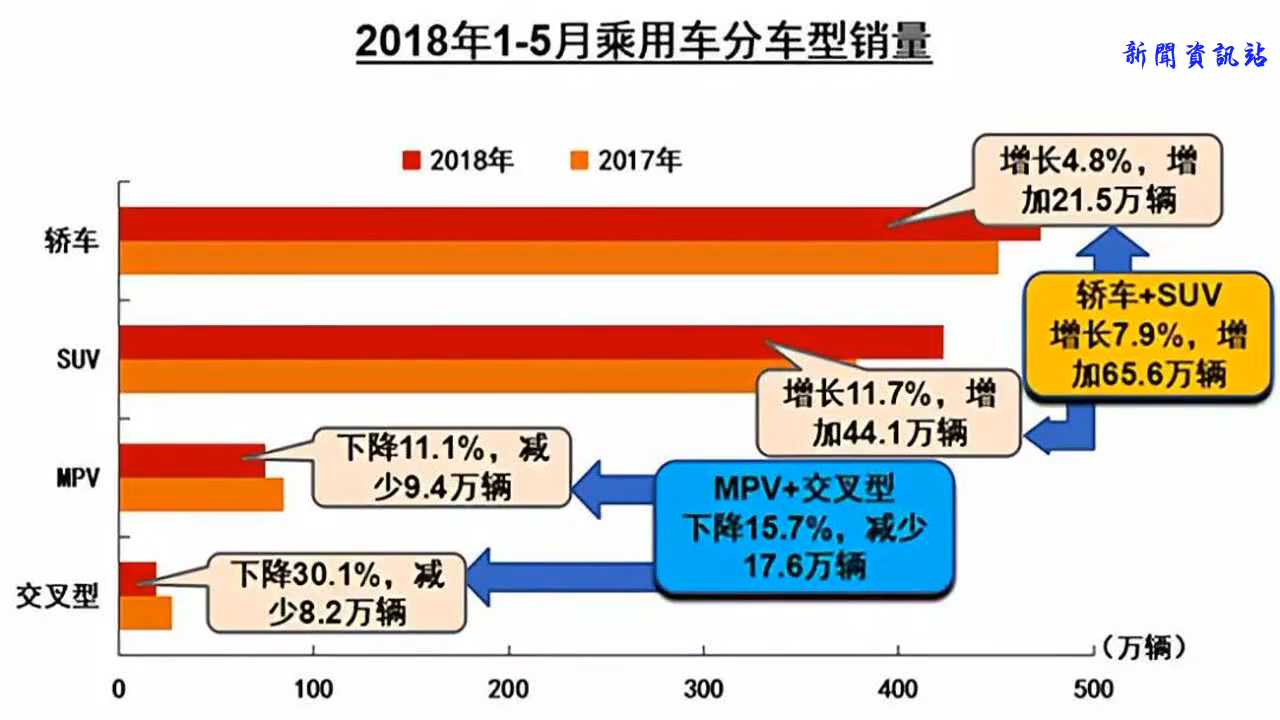 2018年1-5月乘用车分车型销量
新聞資訊站
2018年
2017年
增长4.8%，增
加21.5万辆
轿车
轿车+SUV
增长7.9%，增
加65.6万辆
SUV
增长11.7%，增
加44.1万辆
下降11.1%，减
少9.4万辆
MPV
MPV+交叉型
下降15.7%，减少
17.6万辆
下降30.1%，减
少8.2万辆
交叉型
（万辆）
0 100 200 300 400 500